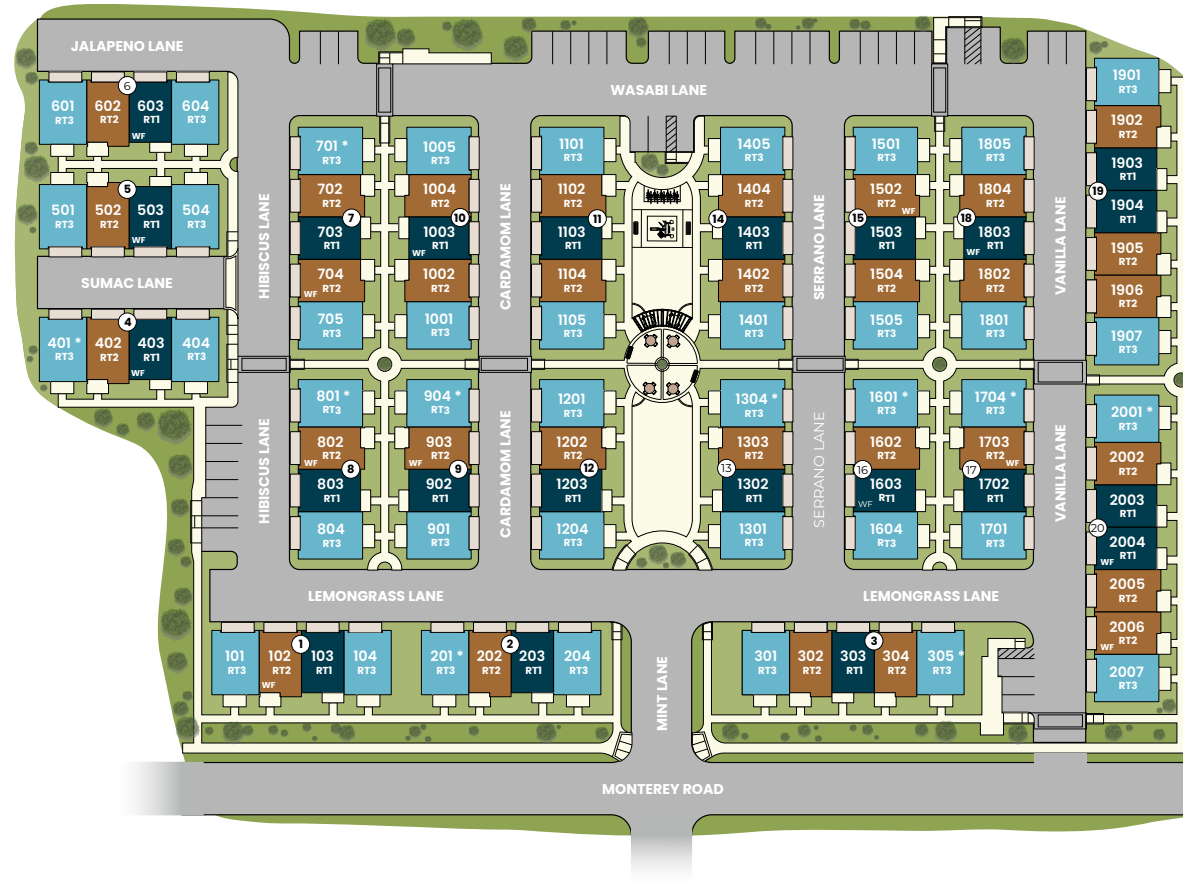 JALAPENO LANE
WASABI LANE
6
601
RT3
602
RT2
603
RT1
WF
604
RT3
5
501
RT3
502
RT2
503
RT1
WF
504
RT3
SUMAC LANE
4
401 *
RT3
402
RT2
403
RT1
WF
404
RT3
HIBISCUS LANE
HIBISCUS LANE
701 *
RT3
702
RT2
7
703
RT1
704
RT2
WF
705
RT3
1005
RT3
1004
RT2
10
1003
RT1
WF
1002
RT2
1001
RT3
801 *
RT3
802
RT2
WF
8
803
RT1
804
RT3
904 *
RT3
903
RT2
WF
9
902
RT1
901
RT3
CARDAMOM LANE
CARDAMOM LANE
1101
RT3
1102
RT2
11
1103
RT1
1104
RT2
1105
RT3
1201
RT3
1202
RT2
12
1203
RT1
1204
RT3
1405
RT3
1404
RT2
14
1403
RT1
1402
RT2
1401
RT3
1304 *
RT3
1303
RT2
13
1302
RT1
1301
RT3
SERRANO LANE
SERRANO LANE
1501
RT3
1502
RT2
WF
15
1503
RT1
1504
RT2
1505
RT3
1805
RT3
1804
RT2
18
1803
RT1
WF
1802
RT2
1801
RT3
1601 *
RT3
1602
RT2
16
1603
RT1
WF
1604
RT3
1704 *
RT3
1703
RT2
WF
17
1702
RT1
1701
RT3
VANILLA LANE
VANILLA LANE
1901
RT3
1902
RT2
1903
RT1
19
1904
RT1
1905
RT2
1906
RT2
1907
RT3
2001 *
RT3
2002
RT2
2003
RT1
20
2004
RT1
WF
2005
RT2
2006
RT2
WF
2007
RT3
LEMONGRASS LANE
LEMONGRASS LANE
101
RT3
102
RT2
WF
1
103
RT1
104
RT3
201 *
RT3
202
RT2
2
203
RT1
204
RT3
MINT LANE
301
RT3
302
RT2
303
RT1
3
304
RT2
305 *
RT3
MONTEREY ROAD